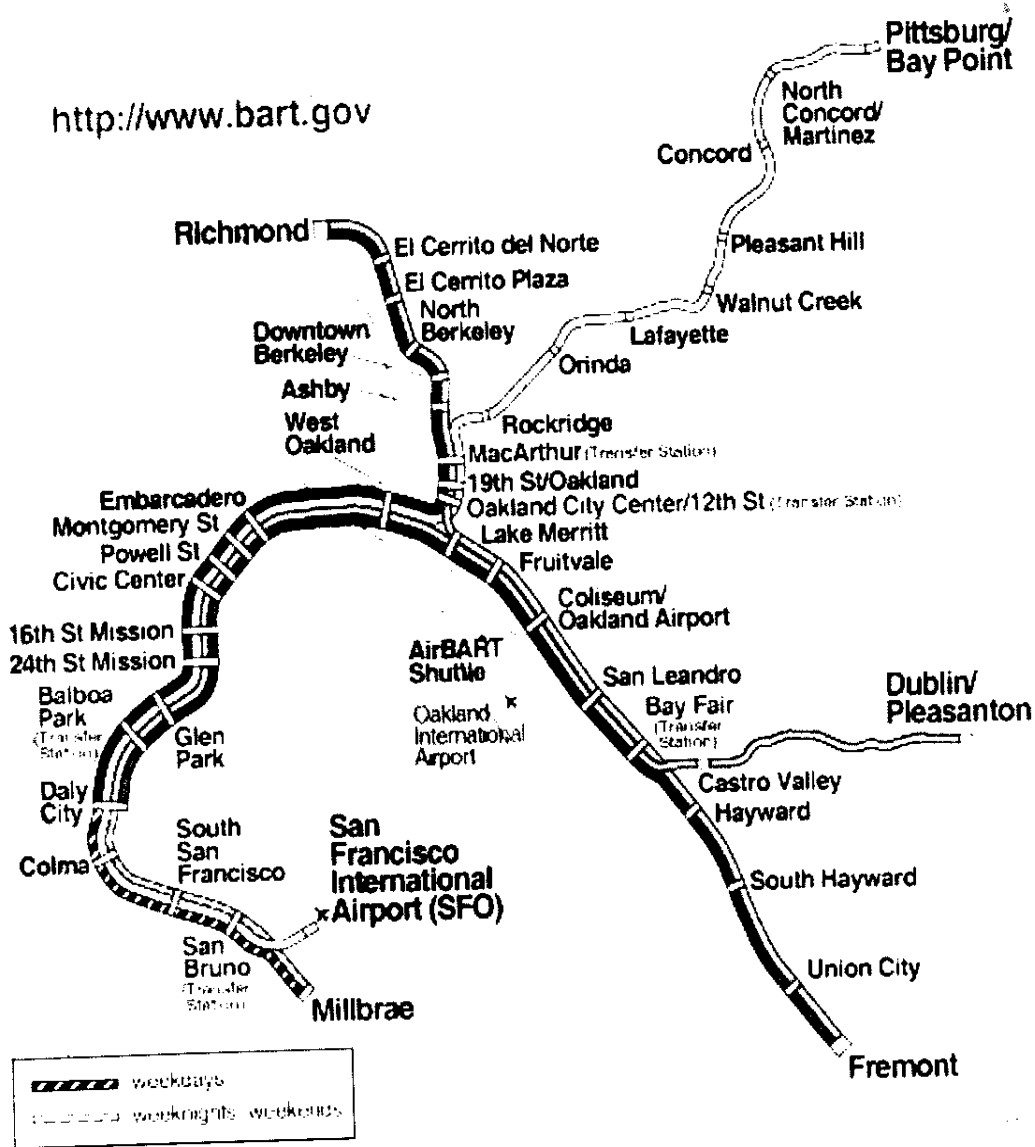 http://www.bart.gov
Pittsburg/
Bay Point
North
Concord/
Martinez
Concord
Pleasant Hill
Walnut Creek
Lafayette
Orinda
Rockridge
Richmond
El Cerrito del Norte
El Cerrito Plaza
North
Berkeley
Downtown
Berkeley
Ashby
West
Oakland
MacArthur (Transfer Station)
19th St/Oakland
Oakland City Center/12th St (Transfer Station)
Lake Merritt
Fruitvale
Coliseum/
Oakland Airport
Embarcadero
Montgomery St
Powell St
Civic Center
16th St Mission
24th St Mission
Balboa
Park
(Transfer
Station)
Glen
Park
Daly
City
Colma
South
San
Francisco
San
Bruno
(Transfer
Station)
San
Francisco
International
Airport (SFO)
Millbrae
AirBART
Shuttle
Oakland
International
Airport
San Leandro
Bay Fair
(Transfer
Station)
Dublin/
Pleasanton
Castro Valley
Hayward
South Hayward
Union City
Fremont
weekdays
weeknights weekends